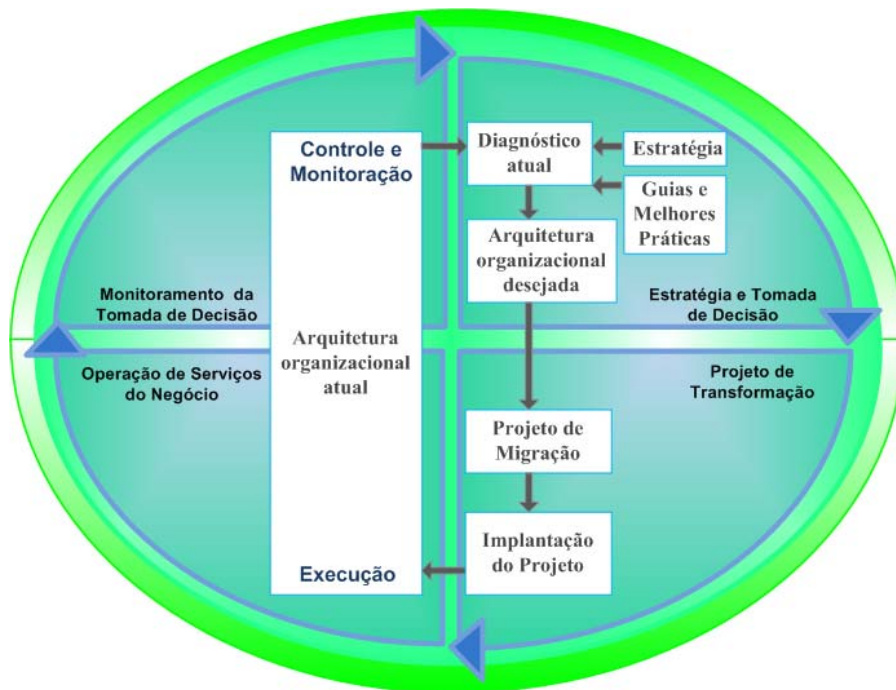 Controle e
Monitoração
Diagnóstico
atual
Estratégia
Guias e
Melhores
Práticas
Arquitetura
organizacional
desejada
Monitoramento da
Tomada de Decisão
Estratégia e Tomada
de Decisão
Arquitetura
organizacional
atual
Operação de Serviços
do Negócio
Projeto de
Transformação
Projeto de
Migração
Implantação
do Projeto
Execução